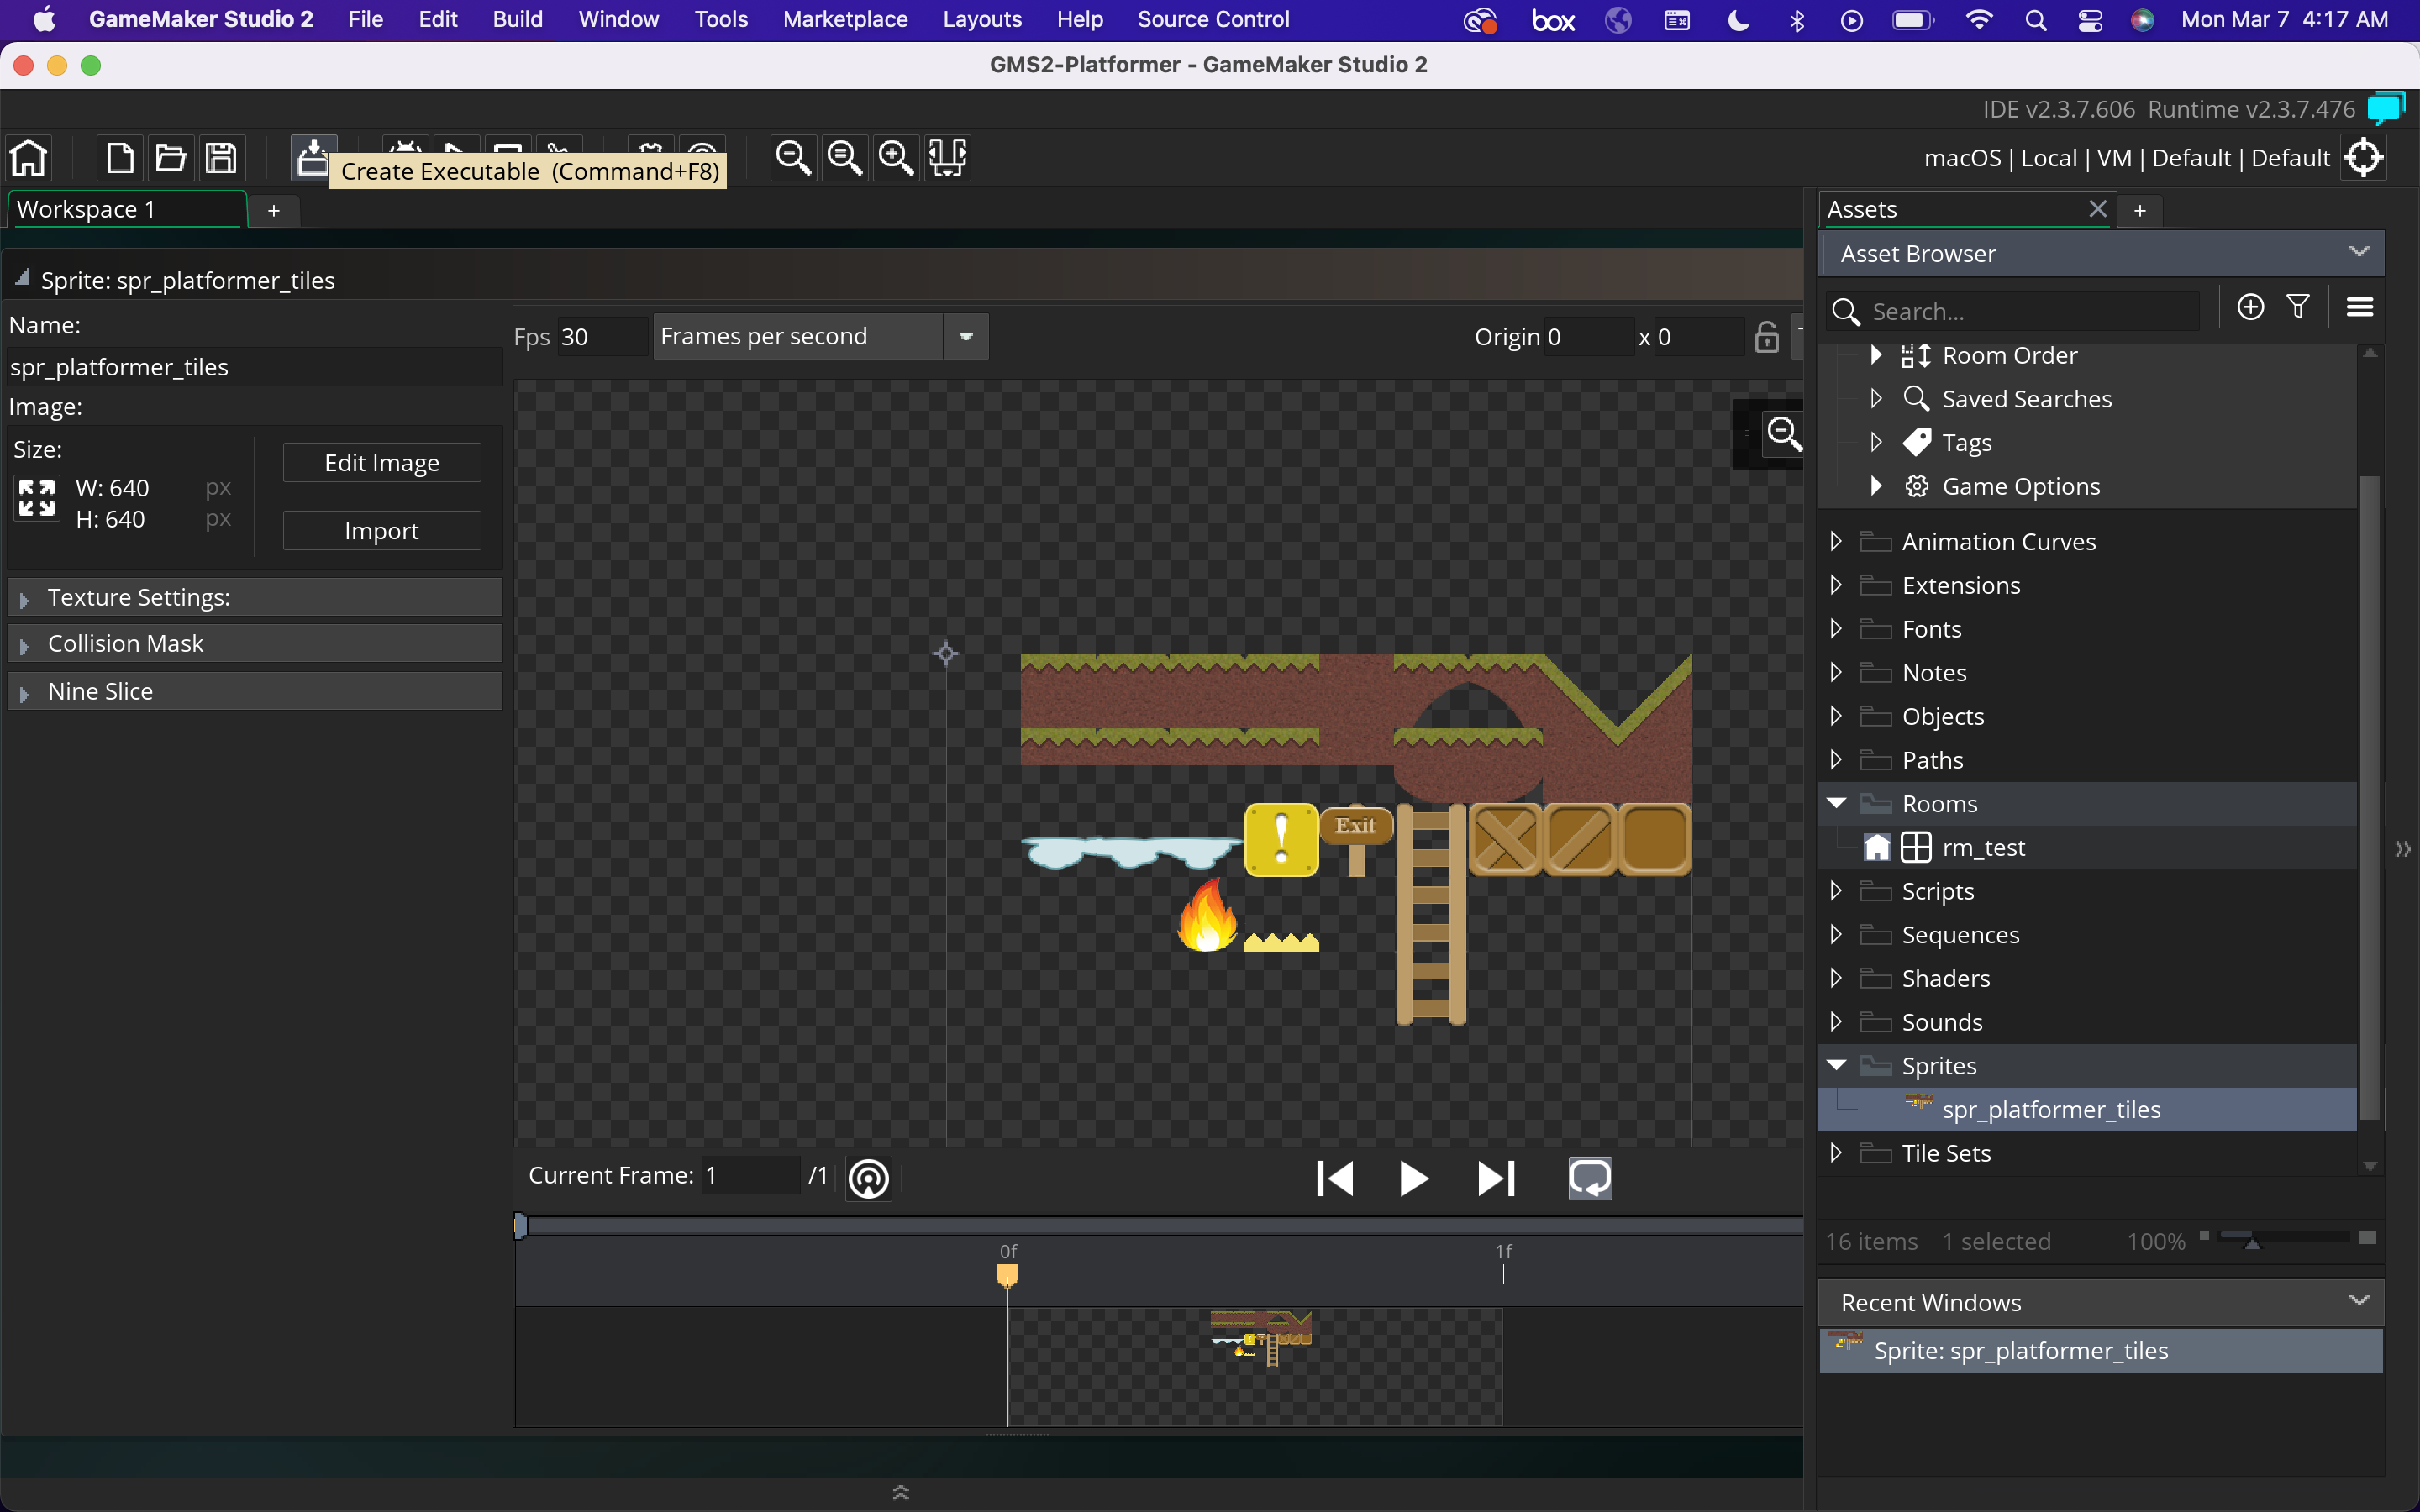 GameMaker Studio 2 File Edit Build Window Tools Marketplace Layouts Help Source Control box Mon Mar 7 4:17 AM
GMS2-Platformer - GameMaker Studio 2
IDE v2.3.7.606 Runtime v2.3.7.476
macOS | Local | VM | Default | Default
Create Executable (Command+F8)
Workspace 1 +
Sprite: spr_platformer_tiles
Name:
spr_platformer_tiles
Image:
Size:
W: 640 px
H: 640 px
Edit Image
Import
Texture Settings:
Collision Mask
Nine Slice
Fps 30 Frames per second Origin 0 x 0
!
Exit
Current Frame: 1 /1
0f 1f
Assets +
Asset Browser
Search...
Room Order
Saved Searches
Tags
Game Options
Animation Curves
Extensions
Fonts
Notes
Objects
Paths
Rooms
rm_test
Scripts
Sequences
Shaders
Sounds
Sprites
spr_platformer_tiles
Tile Sets
16 items 1 selected 100%
Recent Windows
Sprite: spr_platformer_tiles